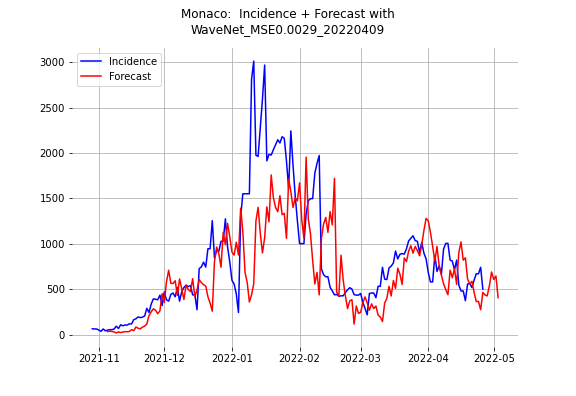 Monaco:  Incidence + Forecast with
WaveNet_MSE0.0029_20220409
Incidence
Forecast
3000
2500
2000
1500
1000
500
0
2021-11 2021-12 2022-01 2022-02 2022-03 2022-04 2022-05